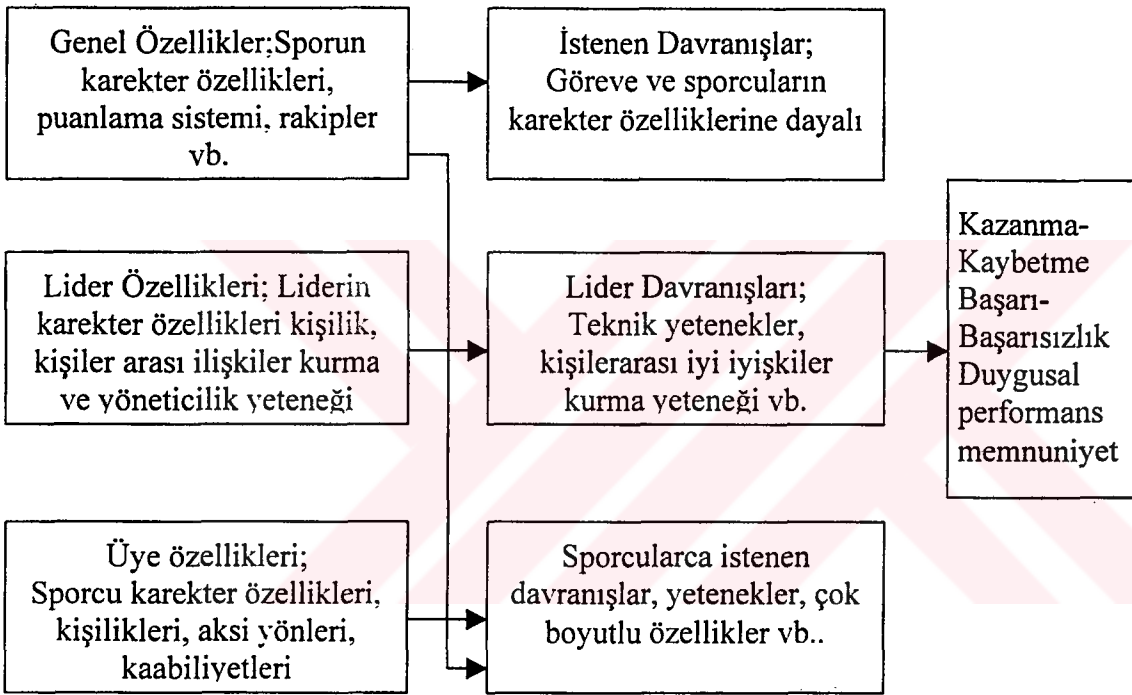 Genel Özellikler;Sporun
karekter özellikleri,
puanlama sistemi, rakipler
vb.
İstenen Davranışlar;
Göreve ve sporcuların
karekter özelliklerine dayalı
Lider Özellikleri; Liderin
karekter özellikleri kişilik,
kişiler arası ilişkiler kurma
ve yöneticilik yeteneği
Lider Davranışları;
Teknik yetenekler,
kişilerarası iyi iyişkiler
kurma yeteneği vb.
Kazanma-
Kaybetme
Başarı-
Başarısızlık
Duygusal
performans
memnuniyet
Üye özellikleri;
Sporcu karekter özellikleri,
kişilikleri, aksi yönleri,
kaabiliyetleri
Sporcularca istenen
davranışlar, yetenekler, çok
boyutlu özellikler vb..